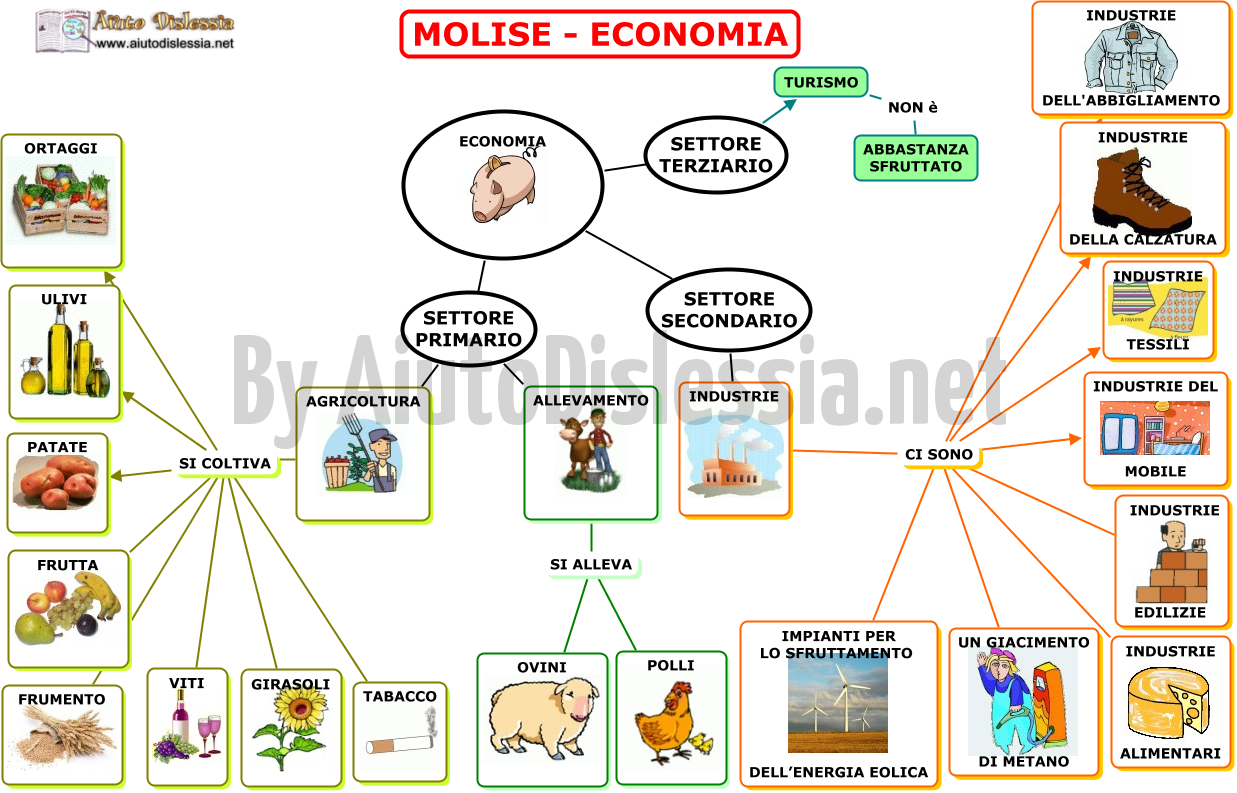 Aiuto Dislessia
www.aiutodislessia.net
MOLISE - ECONOMIA
ECONOMIA
SETTORE
TERZIARIO
TURISMO
NON è
ABBASTANZA
SFRUTTATO
SETTORE
PRIMARIO
SETTORE
SECONDARIO
AGRICOLTURA
SI COLTIVA
ORTAGGI
ULIVI
PATATE
FRUTTA
FRUMENTO
VITI
GIRASOLI
TABACCO
ALLEVAMENTO
SI ALLEVA
OVINI
POLLI
INDUSTRIE
CI SONO
INDUSTRIE
DELL'ABBIGLIAMENTO
INDUSTRIE
DELLA CALZATURA
INDUSTRIE
à rayures
TESSILI
INDUSTRIE DEL
MOBILE
INDUSTRIE
EDILIZIE
INDUSTRIE
ALIMENTARI
UN GIACIMENTO
DI METANO
IMPIANTI PER
LO SFRUTTAMENTO
DELL’ENERGIA EOLICA
By AiutoDislessia.net